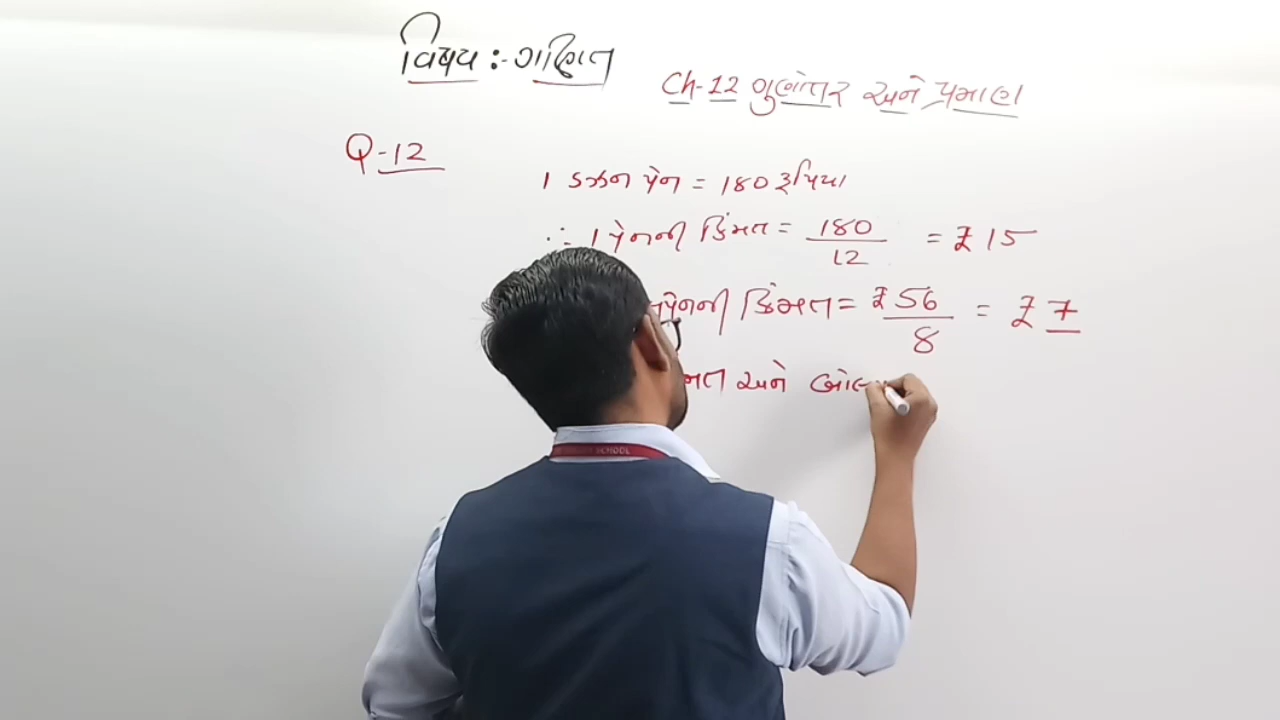 વિષય :- ગણિત
Ch-12 ગુણોત્તર અને પ્રમાણ
Q-12
1 ડઝન પેન = 180 રૂપિયા
∴ 1 પેનની કિંમત = 180/12 = ₹ 15
પેનની કિંમત = ₹ 56/8 = ₹ 7
અને બોલ
SCHOOL